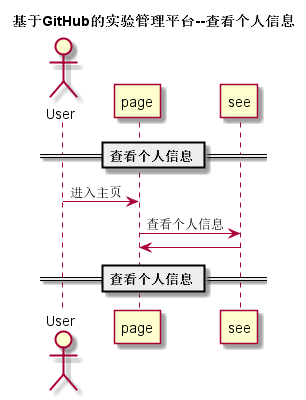 基于GitHub的实验管理平台--查看个人信息
User
page
see
查看个人信息
进入主页
查看个人信息
查看个人信息
User
page
see